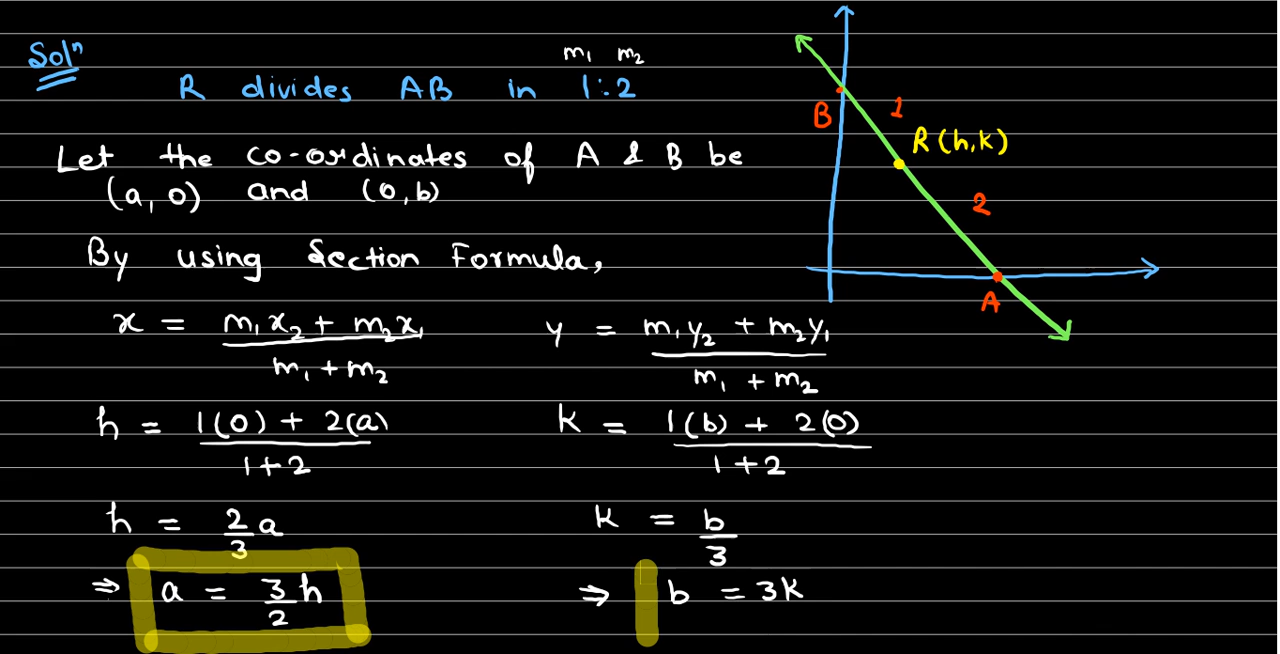 Solⁿ
m₁ m₂
R divides AB in 1:2
Let the co-ordinates of A & B be
(a, 0) and (0, b)
By using Section Formula,
x = (m₁x₂ + m₂x₁)/(m₁ + m₂) y = (m₁y₂ + m₂y₁)/(m₁ + m₂)
h = (1(0) + 2(a))/(1+2) k = (1(b) + 2(0))/(1+2)
h = 2/3 a k = b/3
⇒ a = 3/2 h ⇒ b = 3k
B
1
R(h,k)
2
A